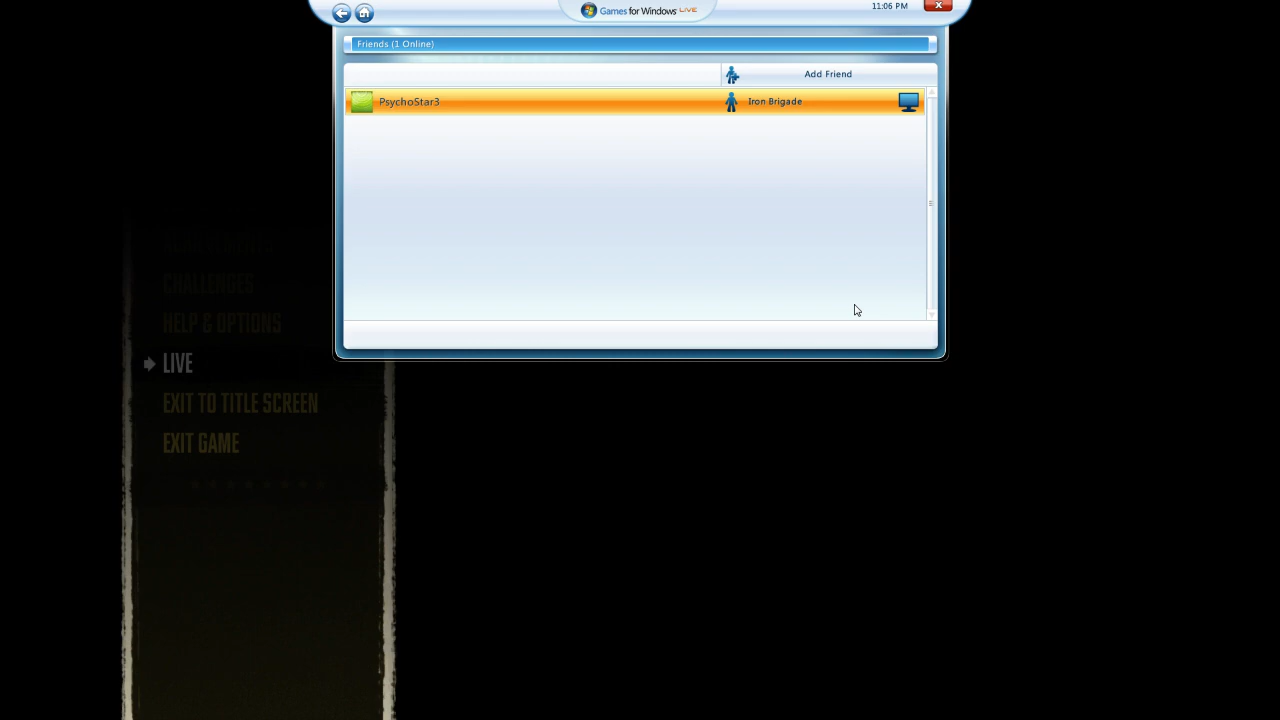 Games for Windows LIVE
11:06 PM
Friends (1 Online)
Add Friend
PsychoStar3
Iron Brigade
CHALLENGES
HELP & OPTIONS
LIVE
EXIT TO TITLE SCREEN
EXIT GAME